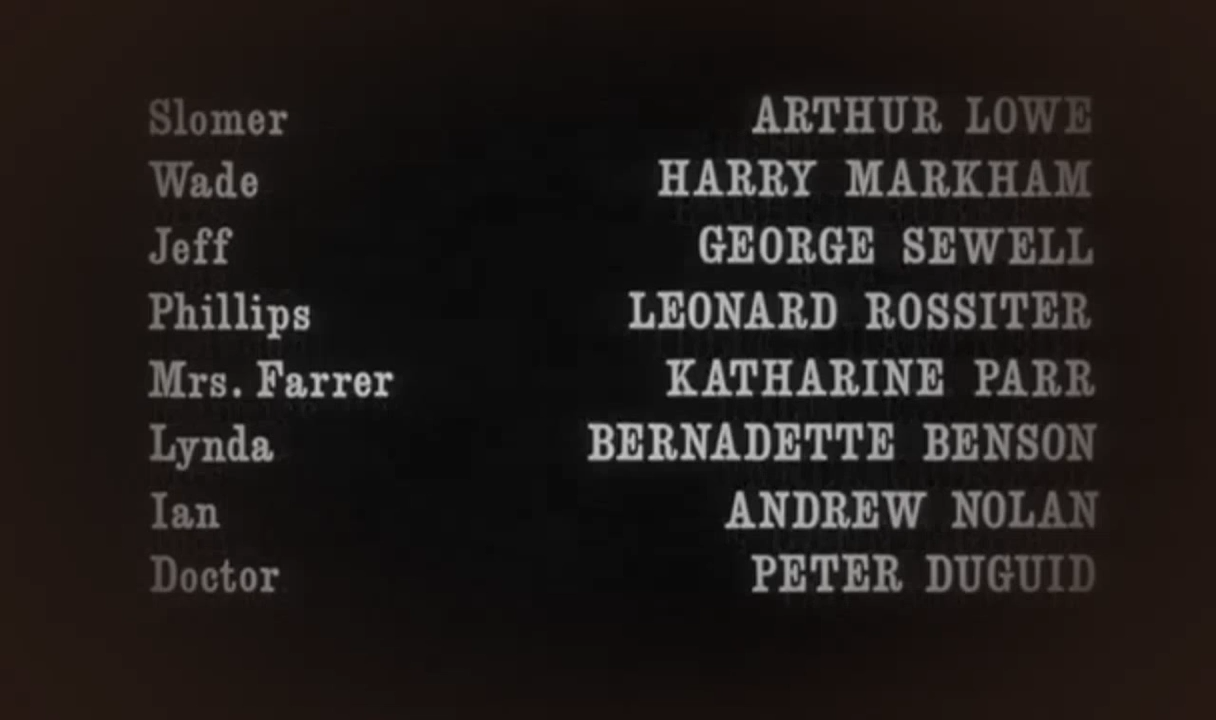 Slomer ARTHUR LOWE
Wade HARRY MARKHAM
Jeff GEORGE SEWELL
Phillips LEONARD ROSSITER
Mrs. Farrer KATHARINE PARR
Lynda BERNADETTE BENSON
Ian ANDREW NOLAN
Doctor PETER DUGUID